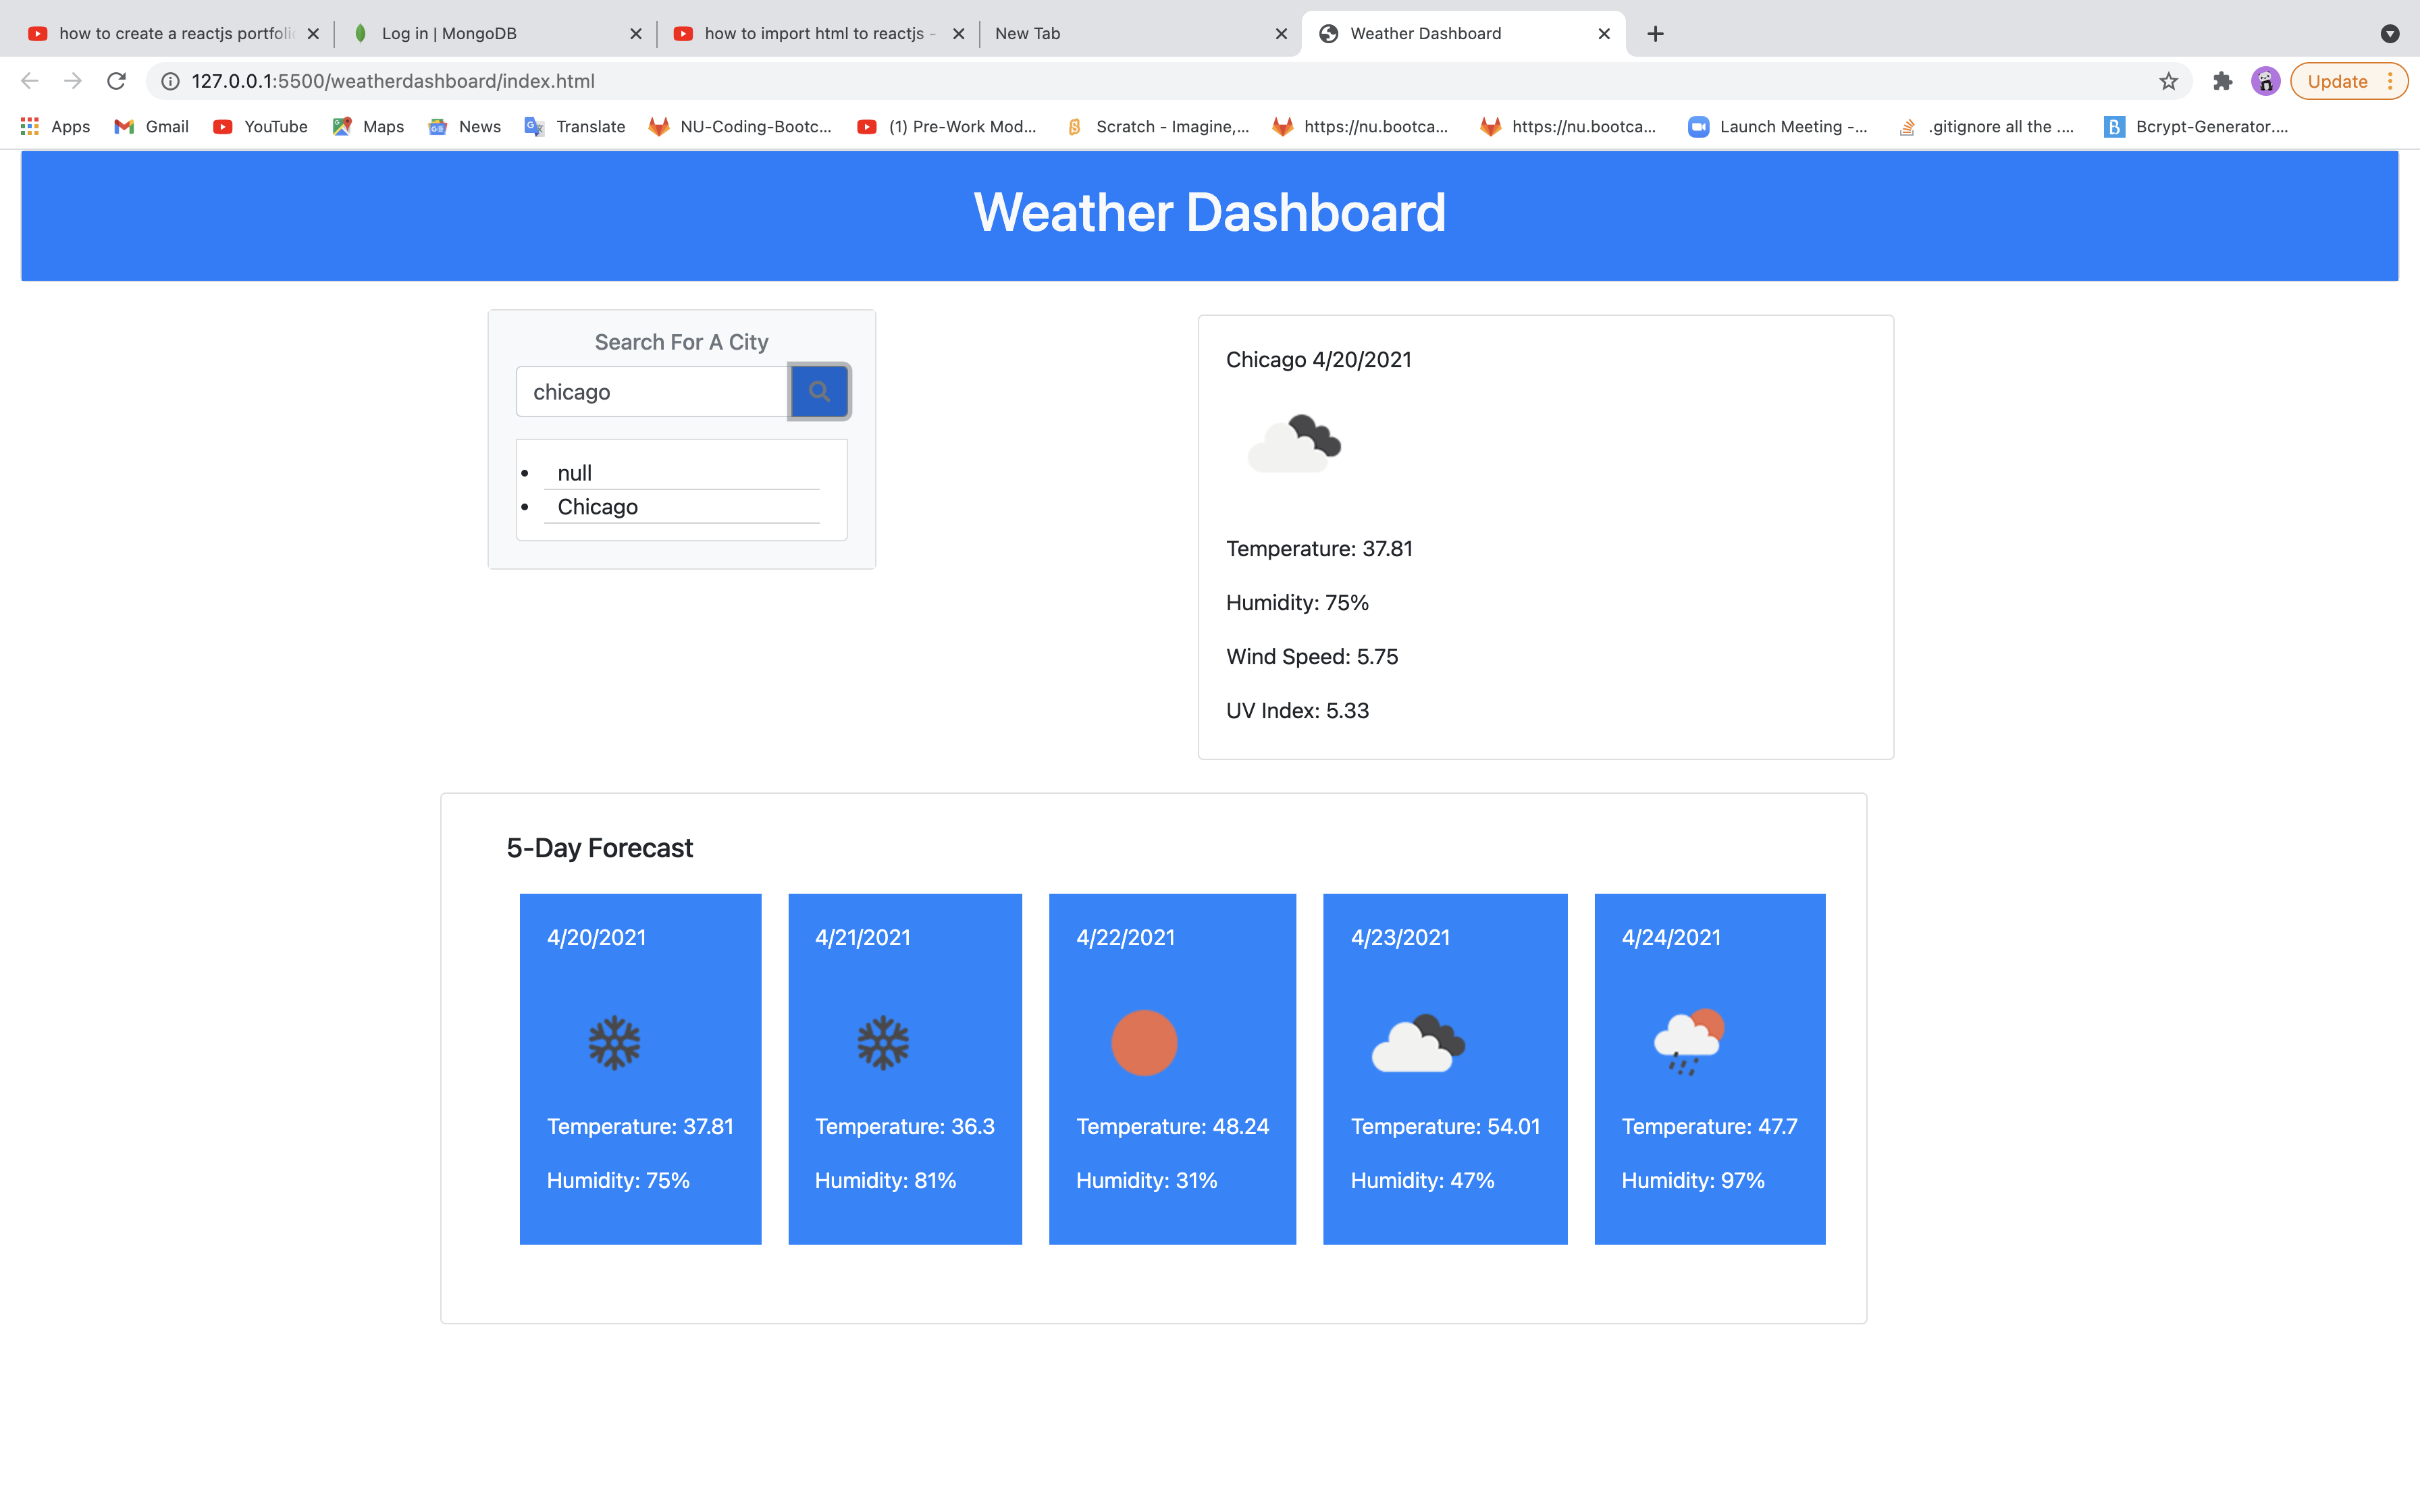 how to create a reactjs portfolio
Log in | MongoDB
how to import html to reactjs -
New Tab
Weather Dashboard
127.0.0.1:5500/weatherdashboard/index.html
Update
Apps
Gmail
YouTube
Maps
News
Translate
NU-Coding-Bootc...
(1) Pre-Work Mod...
Scratch - Imagine,...
https://nu.bootca...
https://nu.bootca...
Launch Meeting -...
.gitignore all the ....
B
Bcrypt-Generator....
Weather Dashboard
Search For A City
chicago
• null
• Chicago
Chicago 4/20/2021
Temperature: 37.81
Humidity: 75%
Wind Speed: 5.75
UV Index: 5.33
5-Day Forecast
4/20/2021
Temperature: 37.81
Humidity: 75%
4/21/2021
Temperature: 36.3
Humidity: 81%
4/22/2021
Temperature: 48.24
Humidity: 31%
4/23/2021
Temperature: 54.01
Humidity: 47%
4/24/2021
Temperature: 47.7
Humidity: 97%